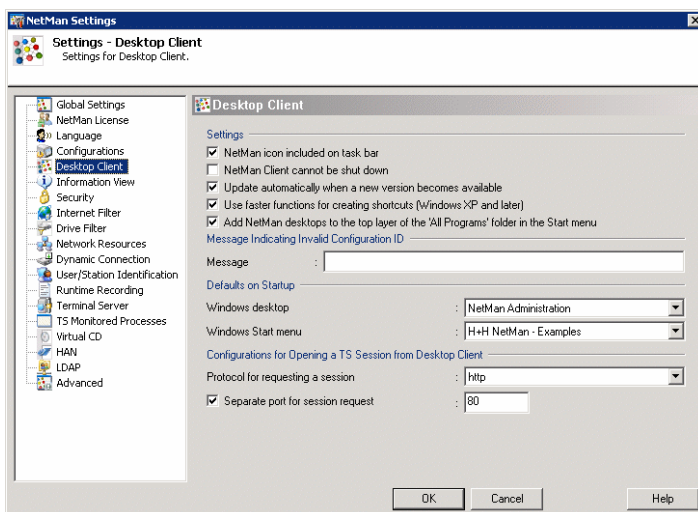 NetMan Settings
Settings - Desktop Client
Settings for Desktop Client.
Global Settings
NetMan License
Language
Configurations
Desktop Client
Information View
Security
Internet Filter
Drive Filter
Network Resources
Dynamic Connection
User/Station Identification
Runtime Recording
Terminal Server
TS Monitored Processes
Virtual CD
HAN
LDAP
Advanced
Desktop Client
Settings
NetMan icon included on task bar
NetMan Client cannot be shut down
Update automatically when a new version becomes available
Use faster functions for creating shortcuts (Windows XP and later)
Add NetMan desktops to the top layer of the 'All Programs' folder in the Start menu
Message Indicating Invalid Configuration ID
Message :
Defaults on Startup
Windows desktop : NetMan Administration
Windows Start menu : H+H NetMan - Examples
Configurations for Opening a TS Session from Desktop Client
Protocol for requesting a session : http
Separate port for session request : 80
OK Cancel Help